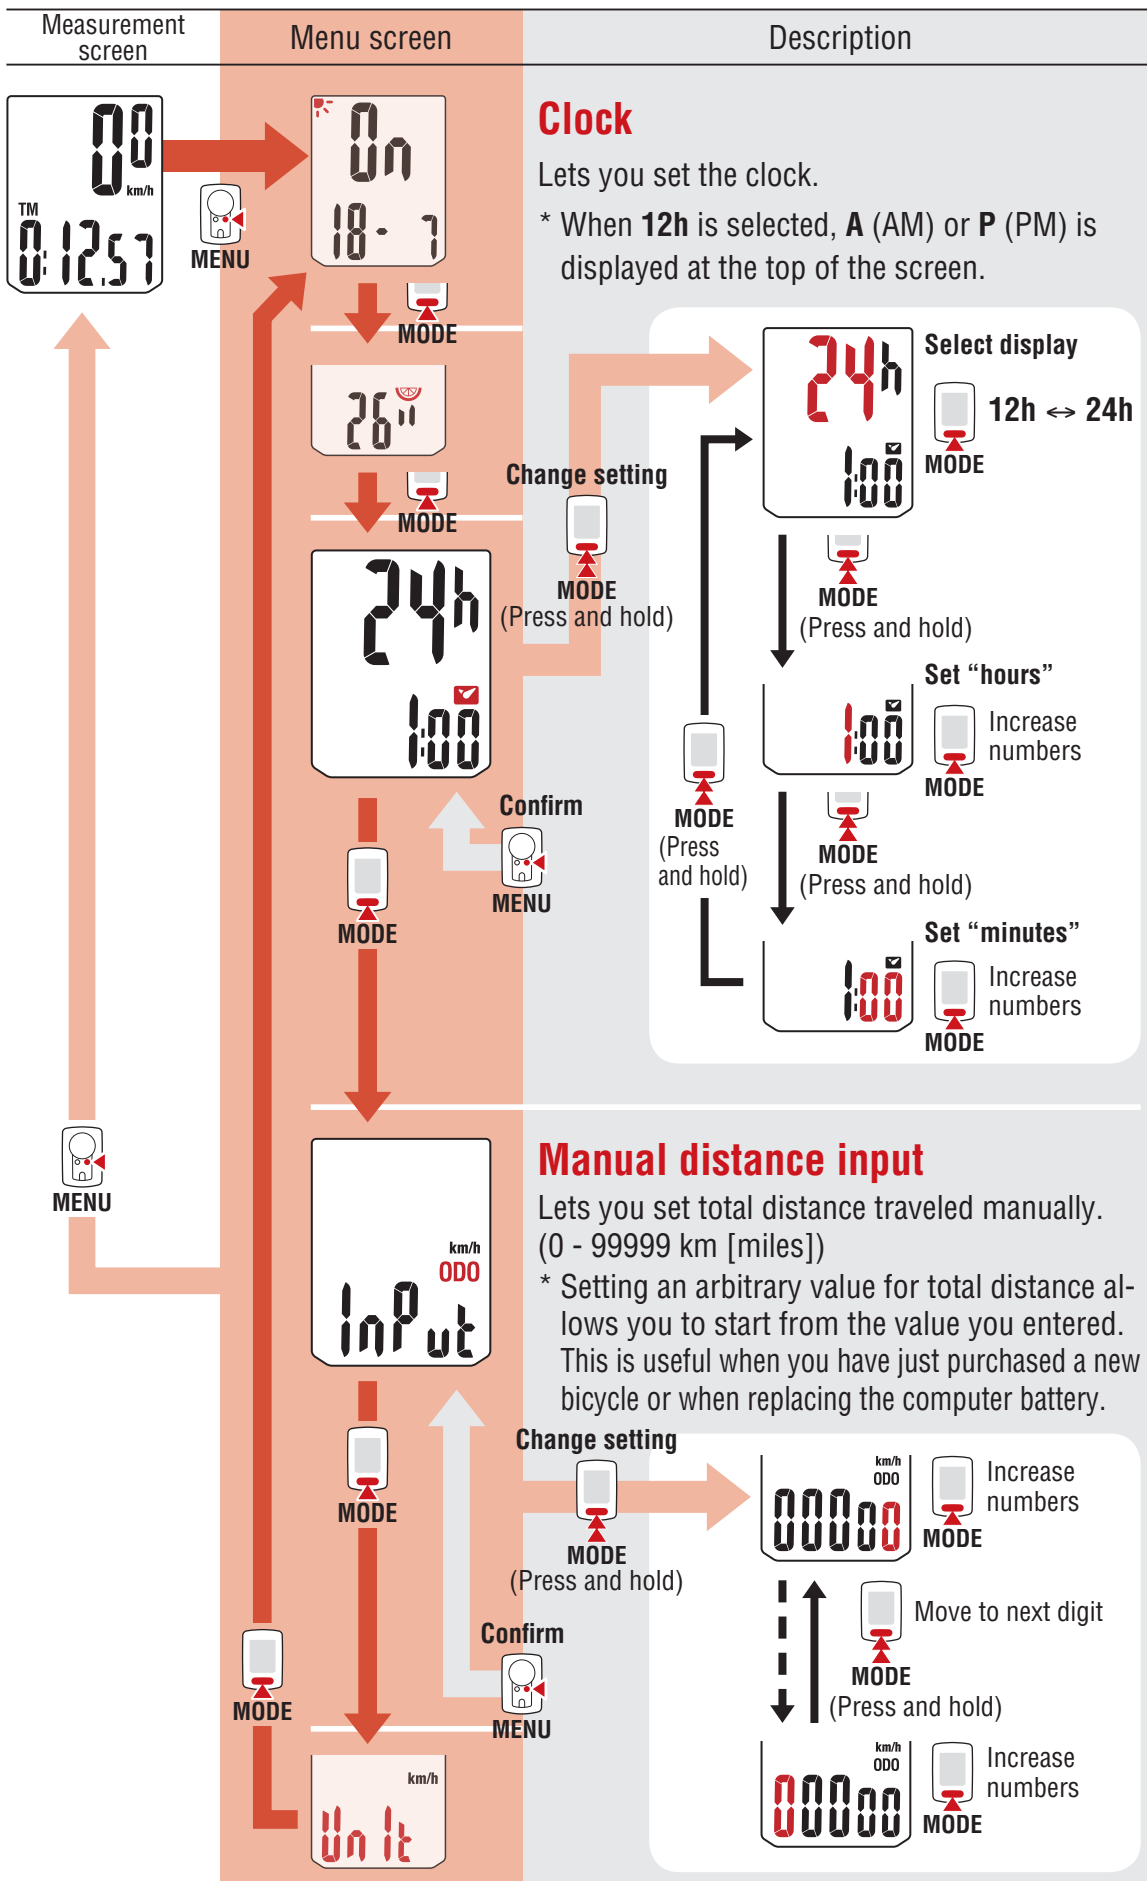 Measurement
screen
Menu screen
Description
00
km/h
TM
0:12.57
MENU
On
18- 7
MODE
26"
MODE
24h
1:00
Clock
Lets you set the clock.
* When 12h is selected, A (AM) or P (PM) is
displayed at the top of the screen.
Change setting
MODE
(Press and hold)
24h
1:00
Select display
12h ↔ 24h
MODE
MODE
(Press and hold)
Set “hours”
1:00
Increase
numbers
MODE
MODE
(Press
and hold)
MODE
(Press and hold)
Set “minutes”
1:00
Increase
numbers
MODE
Confirm
MENU
MODE
MENU
km/h
ODO
InPut
Manual distance input
Lets you set total distance traveled manually.
(0 - 99999 km [miles])
* Setting an arbitrary value for total distance al-
lows you to start from the value you entered.
This is useful when you have just purchased a new
bicycle or when replacing the computer battery.
MODE
Change setting
MODE
(Press and hold)
km/h
ODO
00000
Increase
numbers
MODE
Move to next digit
MODE
(Press and hold)
km/h
ODO
00000
Increase
numbers
MODE
Confirm
MENU
MODE
km/h
UnIt